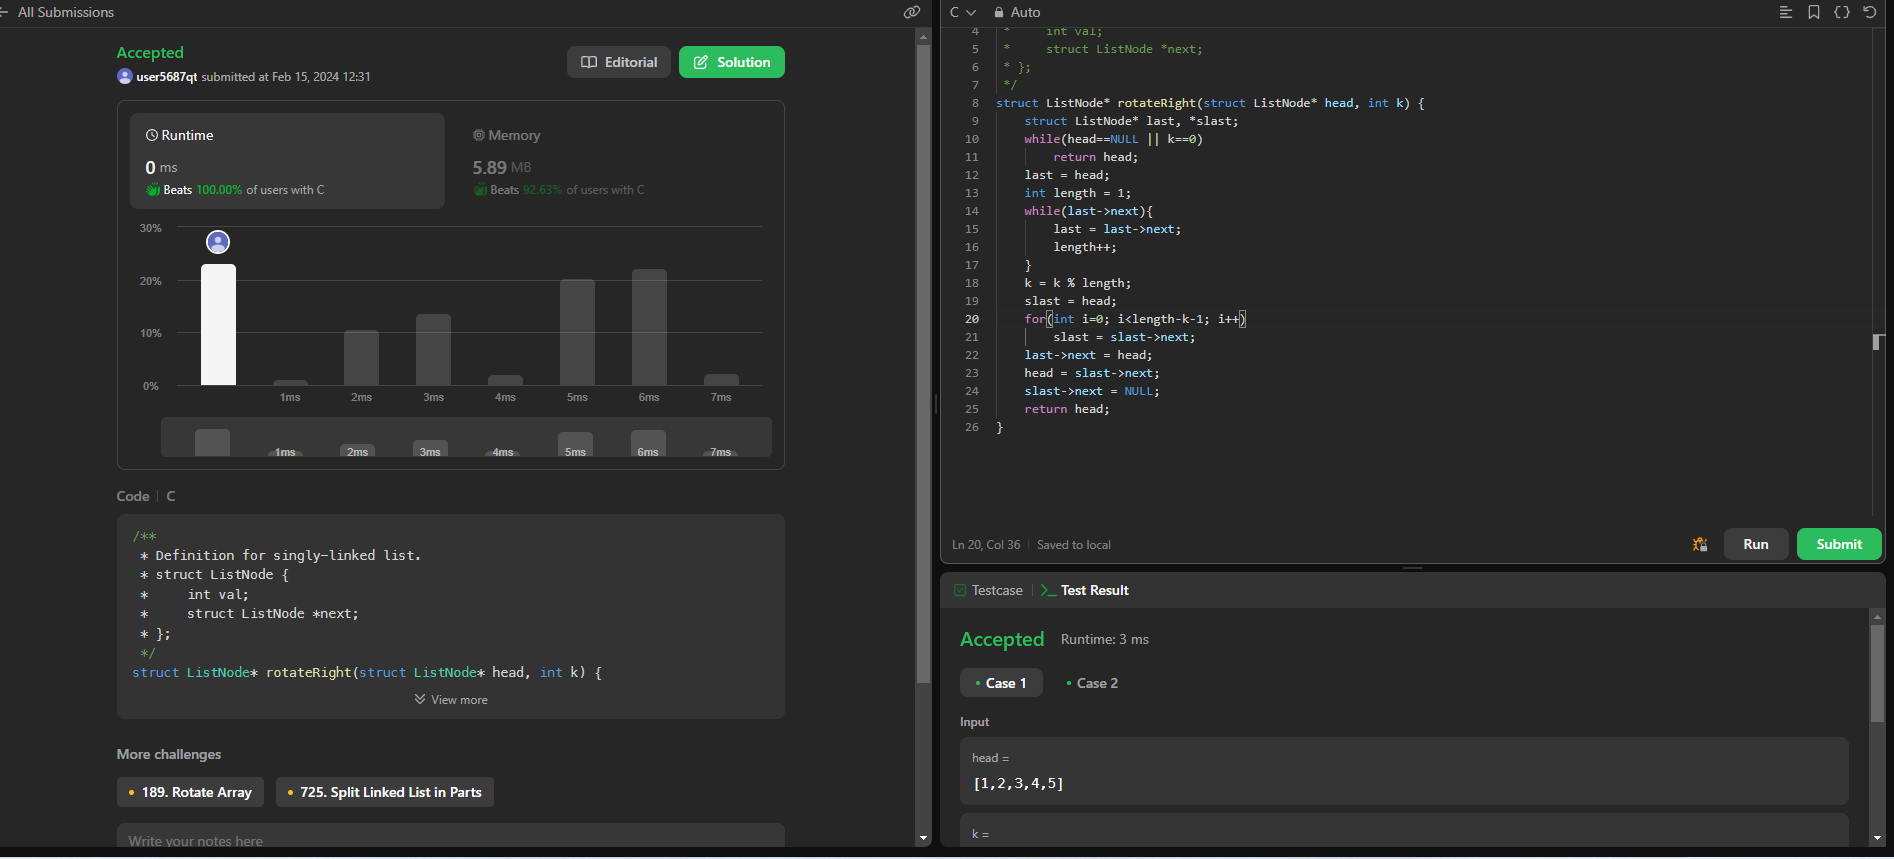 All Submissions
Accepted
user5687qt submitted at Feb 15, 2024 12:31
Editorial
Solution
Runtime
0 ms
Beats 100.00% of users with C
Memory
5.89 MB
Beats 92.63% of users with C
30%
20%
10%
0%
1ms 2ms 3ms 4ms 5ms 6ms 7ms
1ms 2ms 3ms 4ms 5ms 6ms 7ms
Code | C
/**
 * Definition for singly-linked list.
 * struct ListNode {
 *     int val;
 *     struct ListNode *next;
 * };
 */
struct ListNode* rotateRight(struct ListNode* head, int k) {
View more
More challenges
189. Rotate Array
725. Split Linked List in Parts
Write your notes here
C Auto
4  *     int val;
5  *     struct ListNode *next;
6  * };
7  */
8 struct ListNode* rotateRight(struct ListNode* head, int k) {
9     struct ListNode* last, *slast;
10     while(head==NULL || k==0)
11         return head;
12     last = head;
13     int length = 1;
14     while(last->next){
15         last = last->next;
16         length++;
17     }
18     k = k % length;
19     slast = head;
20     for(int i=0; i<length-k-1; i++)
21         slast = slast->next;
22     last->next = head;
23     head = slast->next;
24     slast->next = NULL;
25     return head;
26 }
Ln 20, Col 36 Saved to local
Run
Submit
Testcase
Test Result
Accepted Runtime: 3 ms
• Case 1
• Case 2
Input
head =
[1,2,3,4,5]
k =